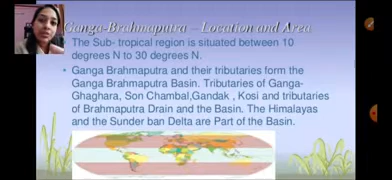 Ganga-Brahmaputra – Location and Area
The Sub- tropical region is situated between 10
degrees N to 30 degrees N.
• Ganga Brahmaputra and their tributaries form the
Ganga Brahmaputra Basin. Tributaries of Ganga-
Ghaghara, Son Chambal,Gandak , Kosi and tributaries
of Brahmaputra Drain and the Basin. The Himalayas
and the Sunder ban Delta are Part of the Basin.